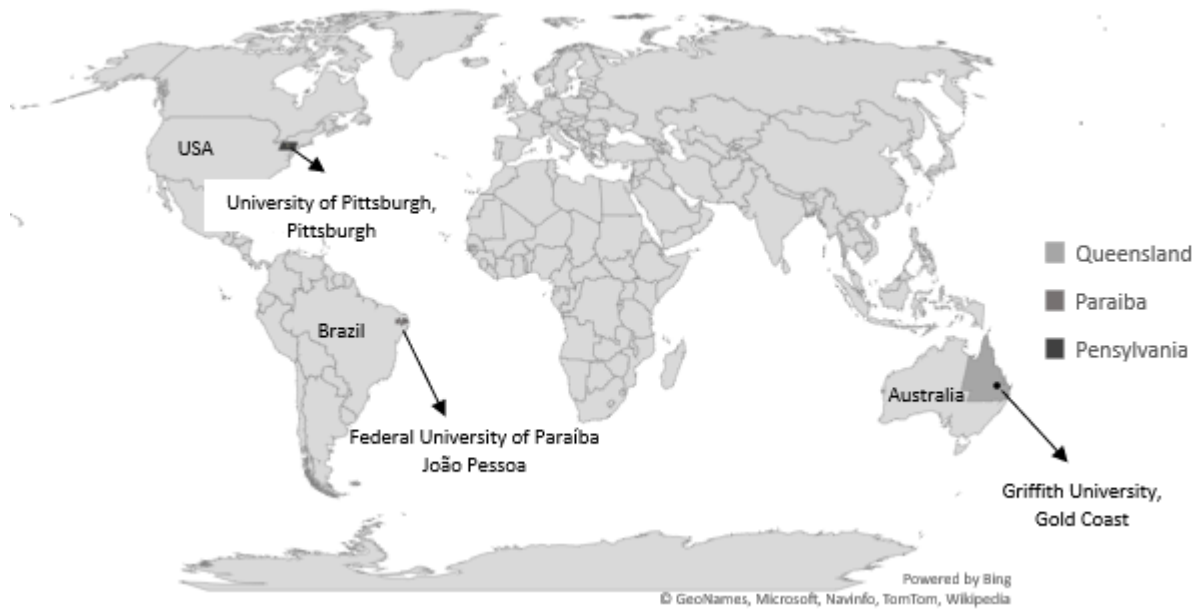 USA
University of Pittsburgh,
Pittsburgh
Brazil
Federal University of Paraíba
João Pessoa
Australia
Griffith University,
Gold Coast
Queensland
Paraiba
Pensylvania
Powered by Bing
© GeoNames, Microsoft, Navinfo, TomTom, Wikipedia